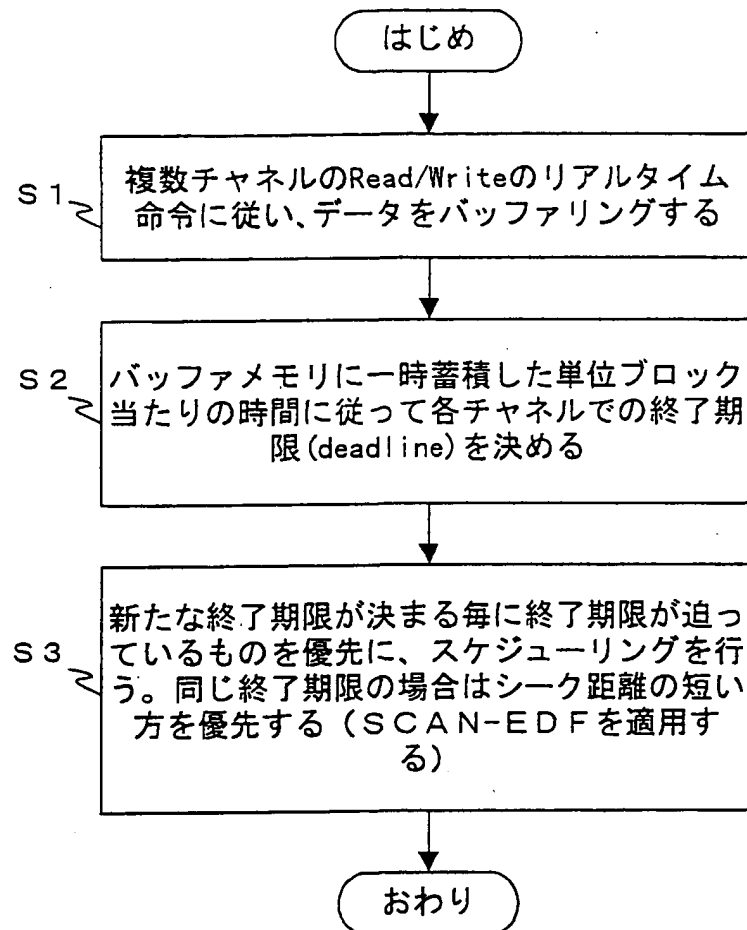 はじめ
S1
複数チャネルのRead/Writeのリアルタイム
命令に従い、データをバッファリングする
S2
バッファメモリに一時蓄積した単位ブロック
当たりの時間に従って各チャネルでの終了期
限(deadline)を決める
S3
新たな終了期限が決まる毎に終了期限が迫っ
ているものを優先に、スケジューリングを行
う。同じ終了期限の場合はシーク距離の短い
方を優先する（SCAN-EDFを適用す
る）
おわり